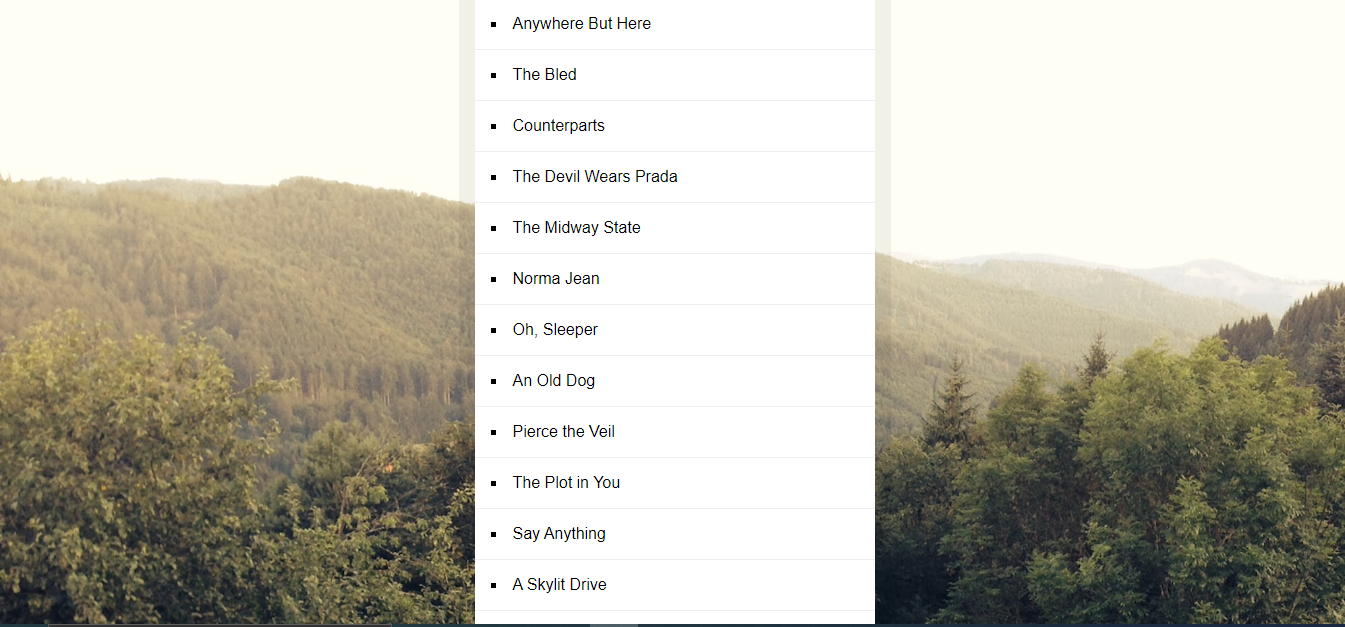 Anywhere But Here
The Bled
Counterparts
The Devil Wears Prada
The Midway State
Norma Jean
Oh, Sleeper
An Old Dog
Pierce the Veil
The Plot in You
Say Anything
A Skylit Drive